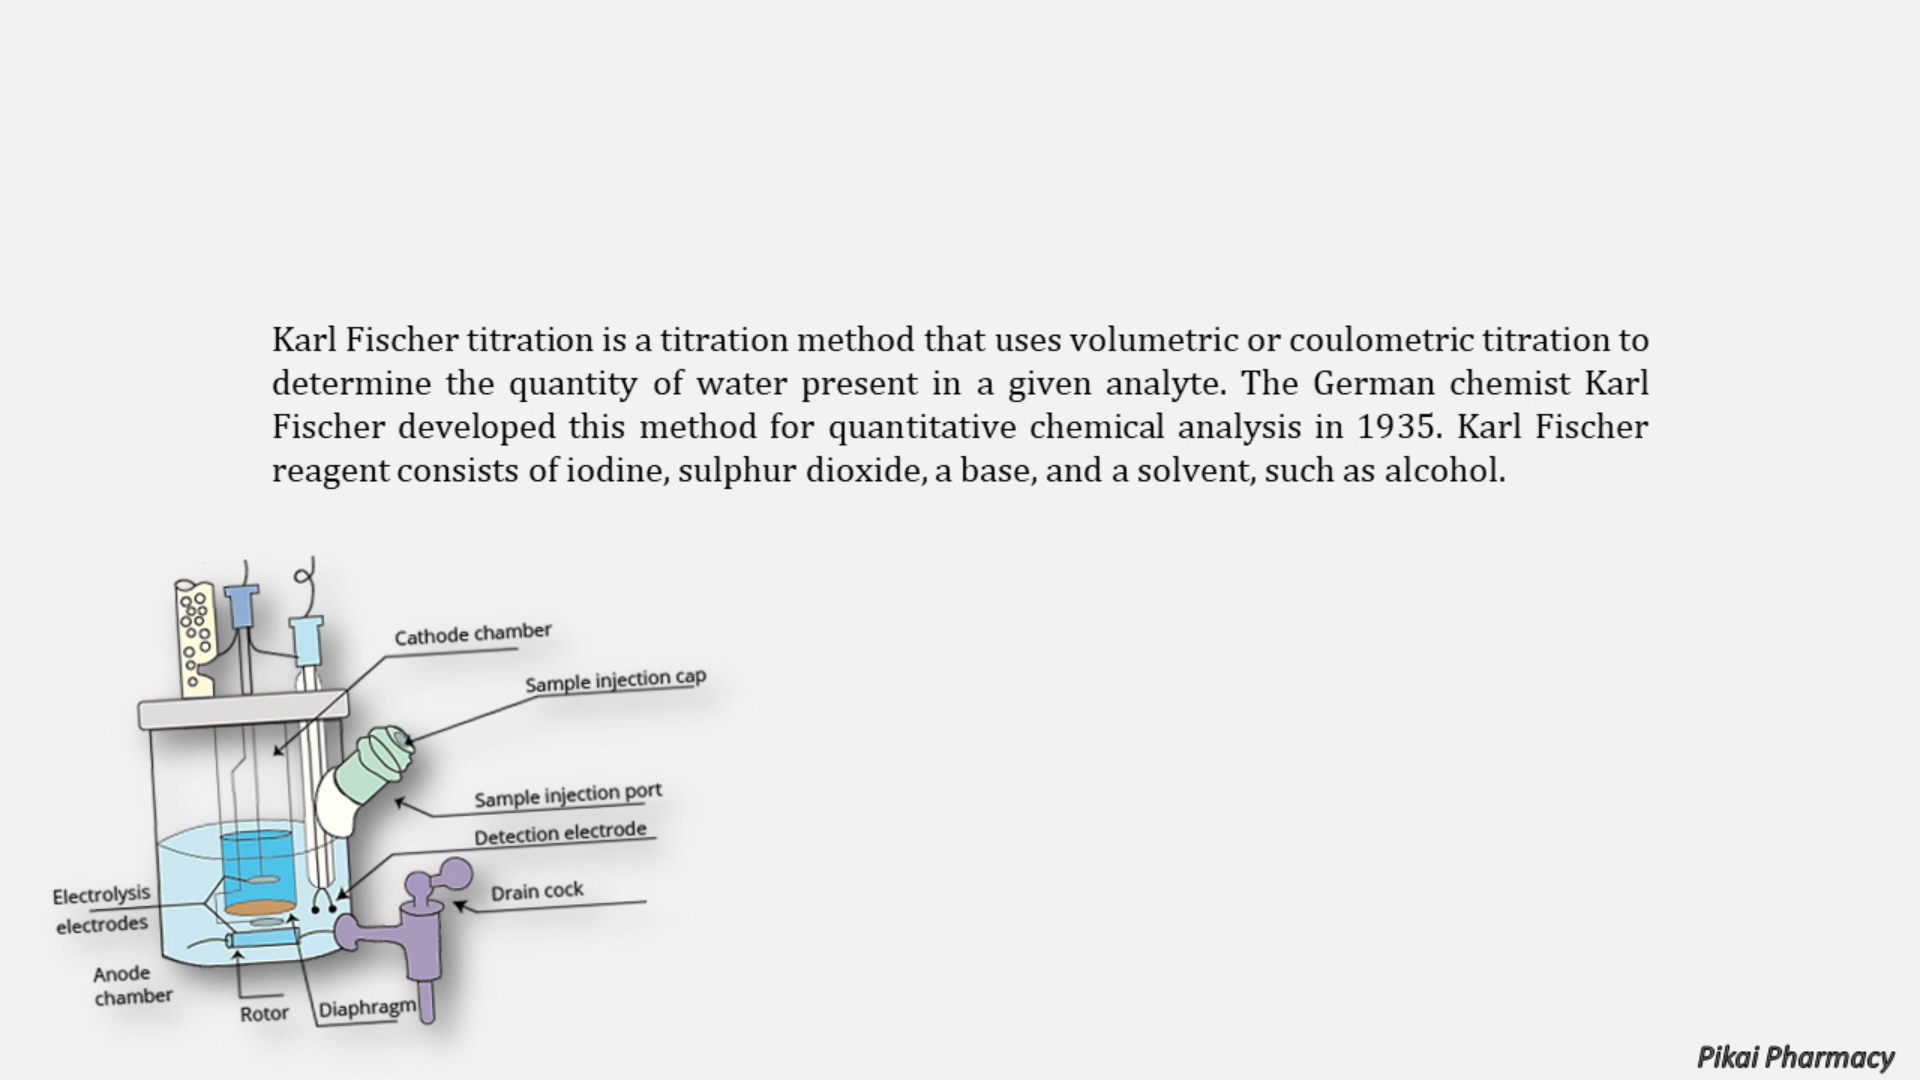 Karl Fischer titration is a titration method that uses volumetric or coulometric titration to
determine the quantity of water present in a given analyte. The German chemist Karl
Fischer developed this method for quantitative chemical analysis in 1935. Karl Fischer
reagent consists of iodine, sulphur dioxide, a base, and a solvent, such as alcohol.
Cathode chamber
Sample injection cap
Sample injection port
Detection electrode
Drain cock
Electrolysis
electrodes
Anode
chamber
Rotor
Diaphragm
Pikai Pharmacy